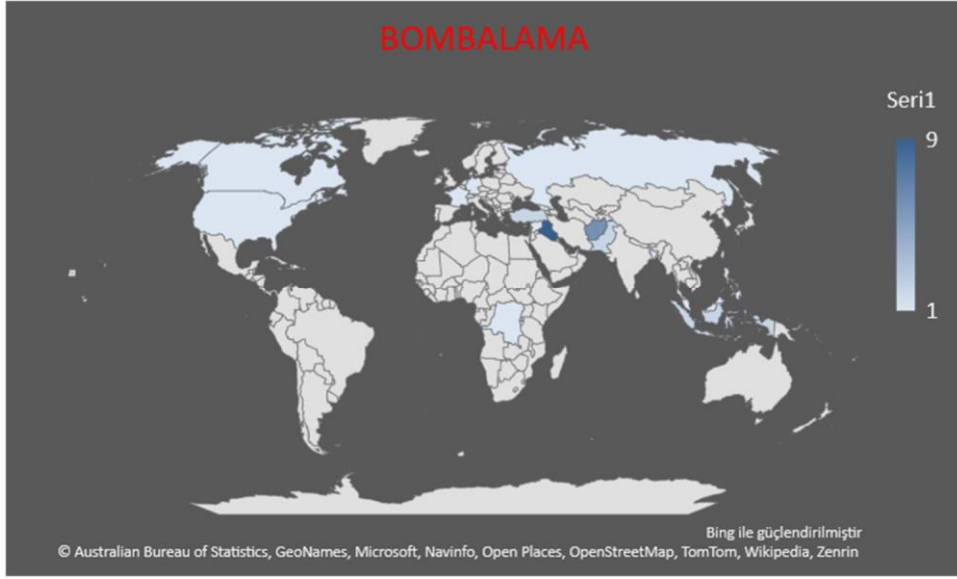 BOMBALAMA
Seri1
9
1
Bing ile güçlendirilmiştir
© Australian Bureau of Statistics, GeoNames, Microsoft, Navinfo, Open Places, OpenStreetMap, TomTom, Wikipedia, Zenrin